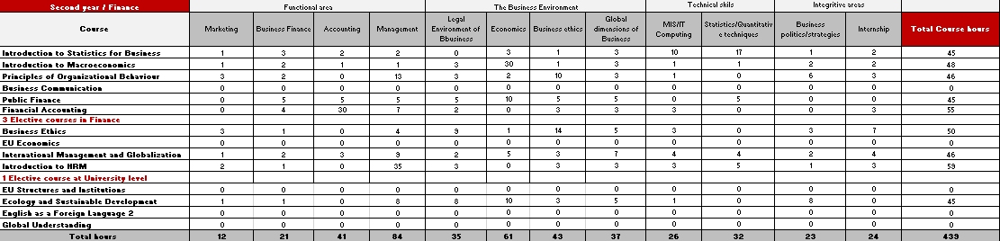 Second year / Finance Functional area The Business Environment Technical skils Integritive areas
Course Marketing Business Finance Accounting Management Legal Environment of Bbusiness Economics Business ethics Global dimensions of Business MIS/IT Computing Statistics/Quantitativ e techniques Business politics/strategies Internship Total Course hours
Introduction to Statistics for Business 1 3 2 2 0 3 1 3 10 17 1 2 45
Introduction to Macroeconomics 1 2 1 1 3 30 1 3 1 1 2 2 48
Principles of Organizational Behaviour 3 2 0 13 3 2 10 3 1 0 6 3 46
Business Communication 0 0 0 0 0 0 0 0 0 0 0 0 0
Public Finance 0 5 5 5 5 10 5 5 0 5 0 0 45
Financial Accounting 0 4 30 7 2 0 3 3 3 0 0 3 55
3 Elective courses in Finance
Business Ethics 3 1 0 4 9 1 14 5 3 0 3 7 50
EU Economics 0 0 0 0 0 0 0 0 0 0 0 0 0
International Management and Globalization 1 2 3 9 2 5 3 7 4 4 2 4 46
Introduction to HRM 2 1 0 35 3 0 3 3 3 5 1 3 59
1 Elective course at University level
EU Structures and Institutions 0 0 0 0 0 0 0 0 0 0 0 0 0
Ecology and Sustainable Development 1 1 0 8 8 10 3 5 1 0 8 0 45
English as a Foreign Language 2 0 0 0 0 0 0 0 0 0 0 0 0 0
Global Understanding 0 0 0 0 0 0 0 0 0 0 0 0 0
Total hours 12 21 41 84 35 61 43 37 26 32 23 24 439